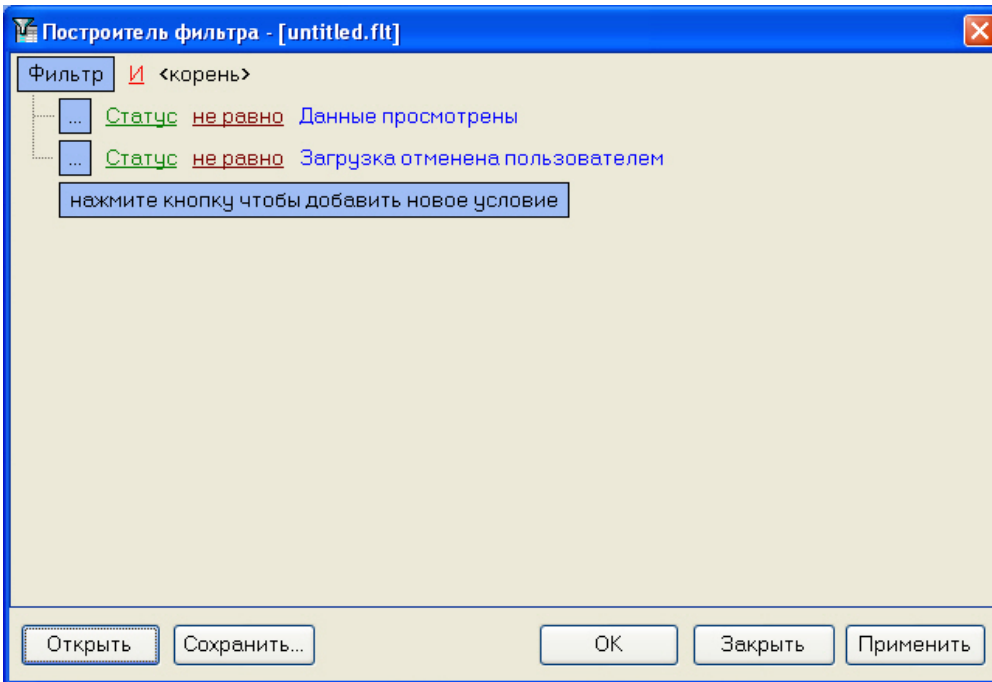 Построитель фильтра - [untitled.flt]
Фильтр И <корень>
... Статус не равно Данные просмотрены
... Статус не равно Загрузка отменена пользователем
нажмите кнопку чтобы добавить новое условие
Открыть Сохранить... OK Закрыть Применить